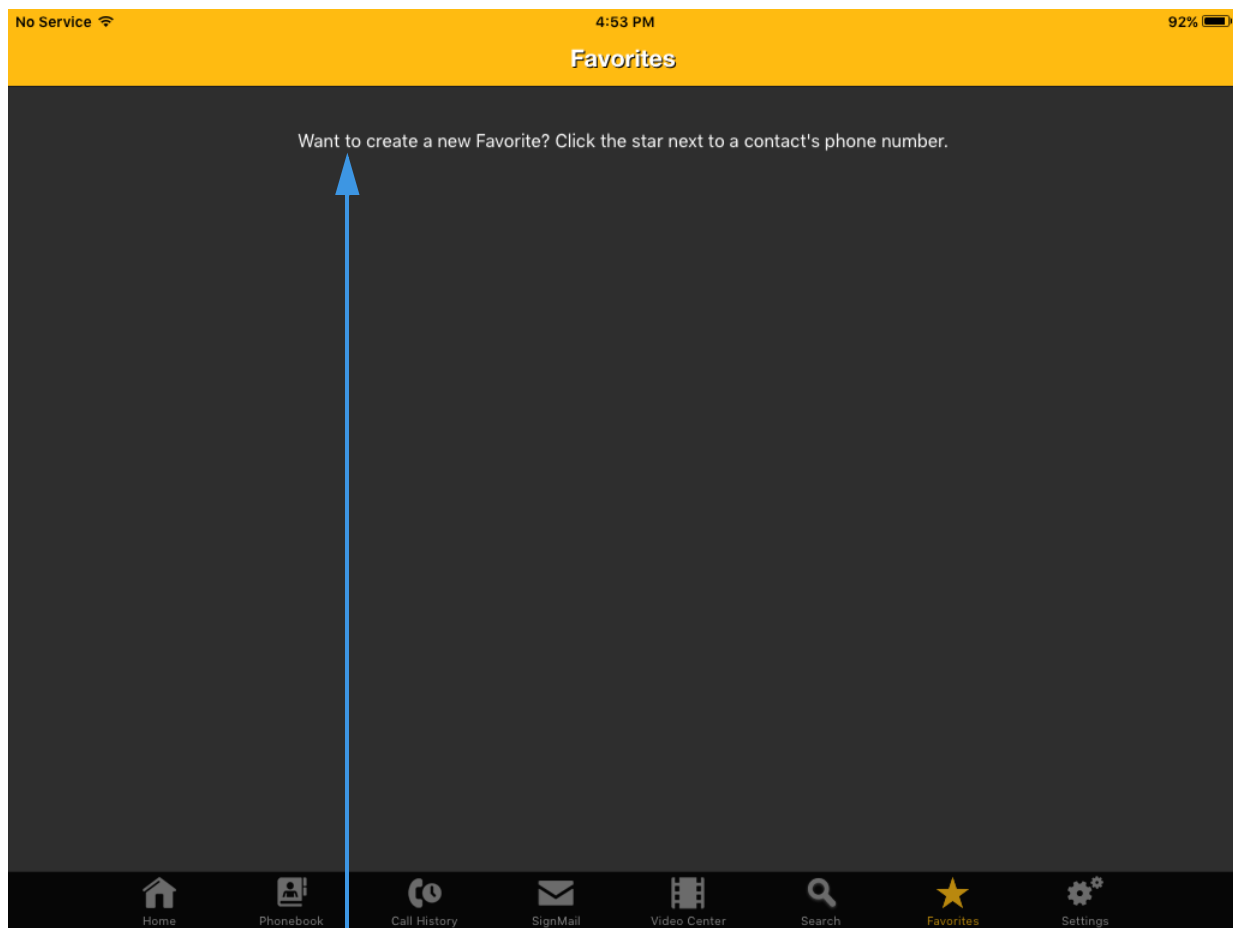 No Service 4:53 PM 92%
Favorites
Want to create a new Favorite? Click the star next to a contact's phone number.
Home Phonebook Call History SignMail Video Center Search Favorites Settings